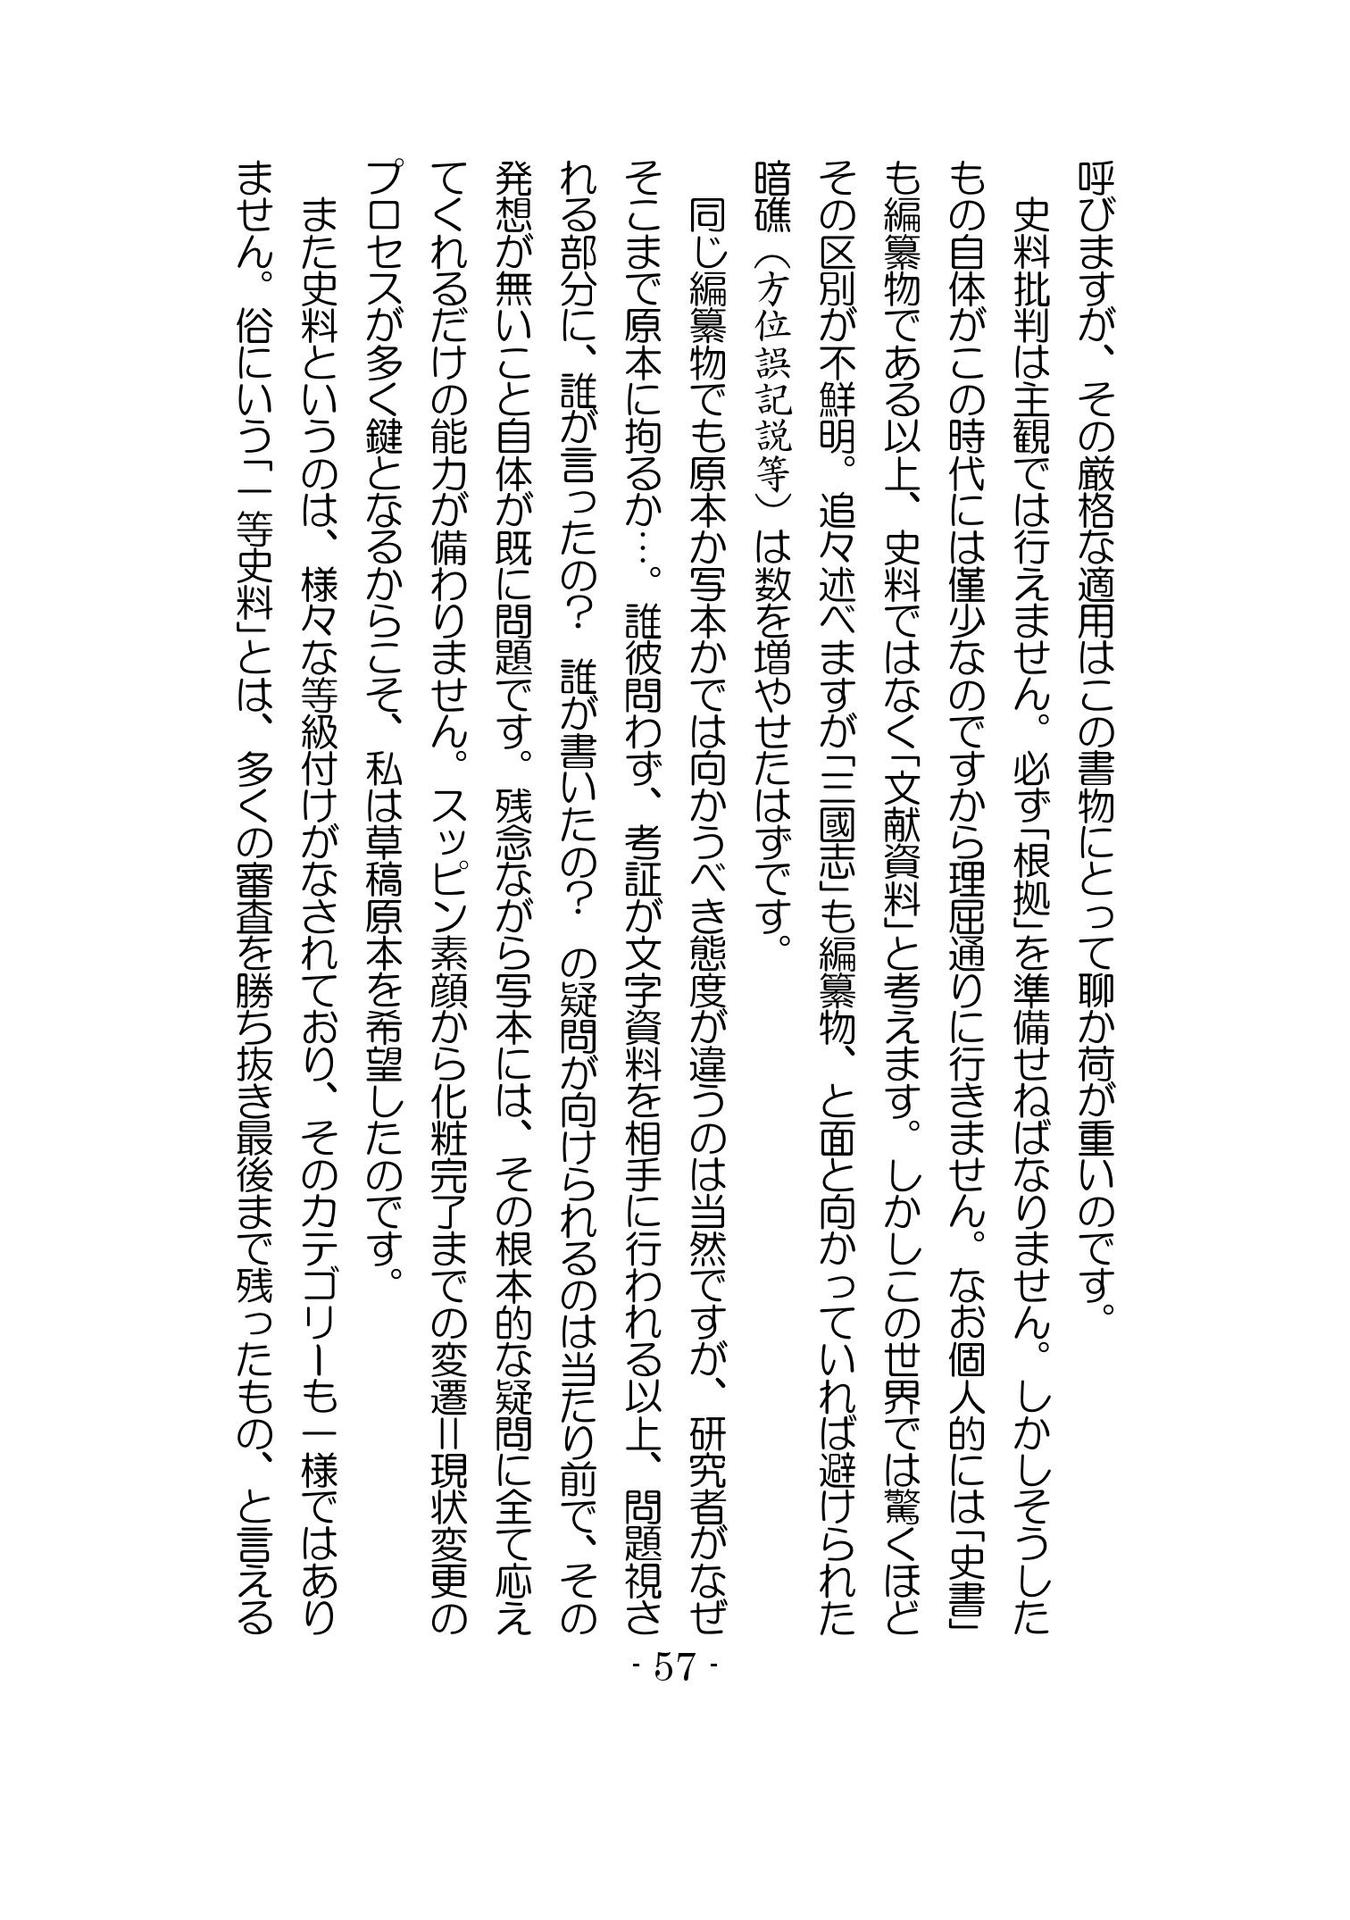 呼びますが、その厳格な適用はこの書物にとって聊か荷が重いのです。
　史料批判は主観では行えません。必ず「根拠」を準備せねばなりません。しかしそうした
もの自体がこの時代には僅少なのですから理屈通りに行きません。なお個人的には「史書」
も編纂物である以上、史料ではなく「文献資料」と考えます。しかしこの世界では驚くほど
その区別が不鮮明。追々述べますが「三國志」も編纂物、と面と向かっていれば避けられた
暗礁（方位誤記説等）は数を増やせたはずです。
　同じ編纂物でも原本か写本かでは向かうべき態度が違うのは当然ですが、研究者がなぜ
そこまで原本に拘るか…。誰彼問わず、考証が文字資料を相手に行われる以上、問題視さ
れる部分に、誰が言ったの？　誰が書いたの？　の疑問が向けられるのは当たり前で、その
発想が無いこと自体が既に問題です。残念ながら写本には、その根本的な疑問に全て応え
てくれるだけの能力が備わりません。スッピン素顔から化粧完了までの変遷＝現状変更の
プロセスが多く鍵となるからこそ、私は草稿原本を希望したのです。
　また史料というのは、様々な等級付けがなされており、そのカテゴリーも一様ではあり
ません。俗にいう「一等史料」とは、多くの審査を勝ち抜き最後まで残ったもの、と言える
- 57 -